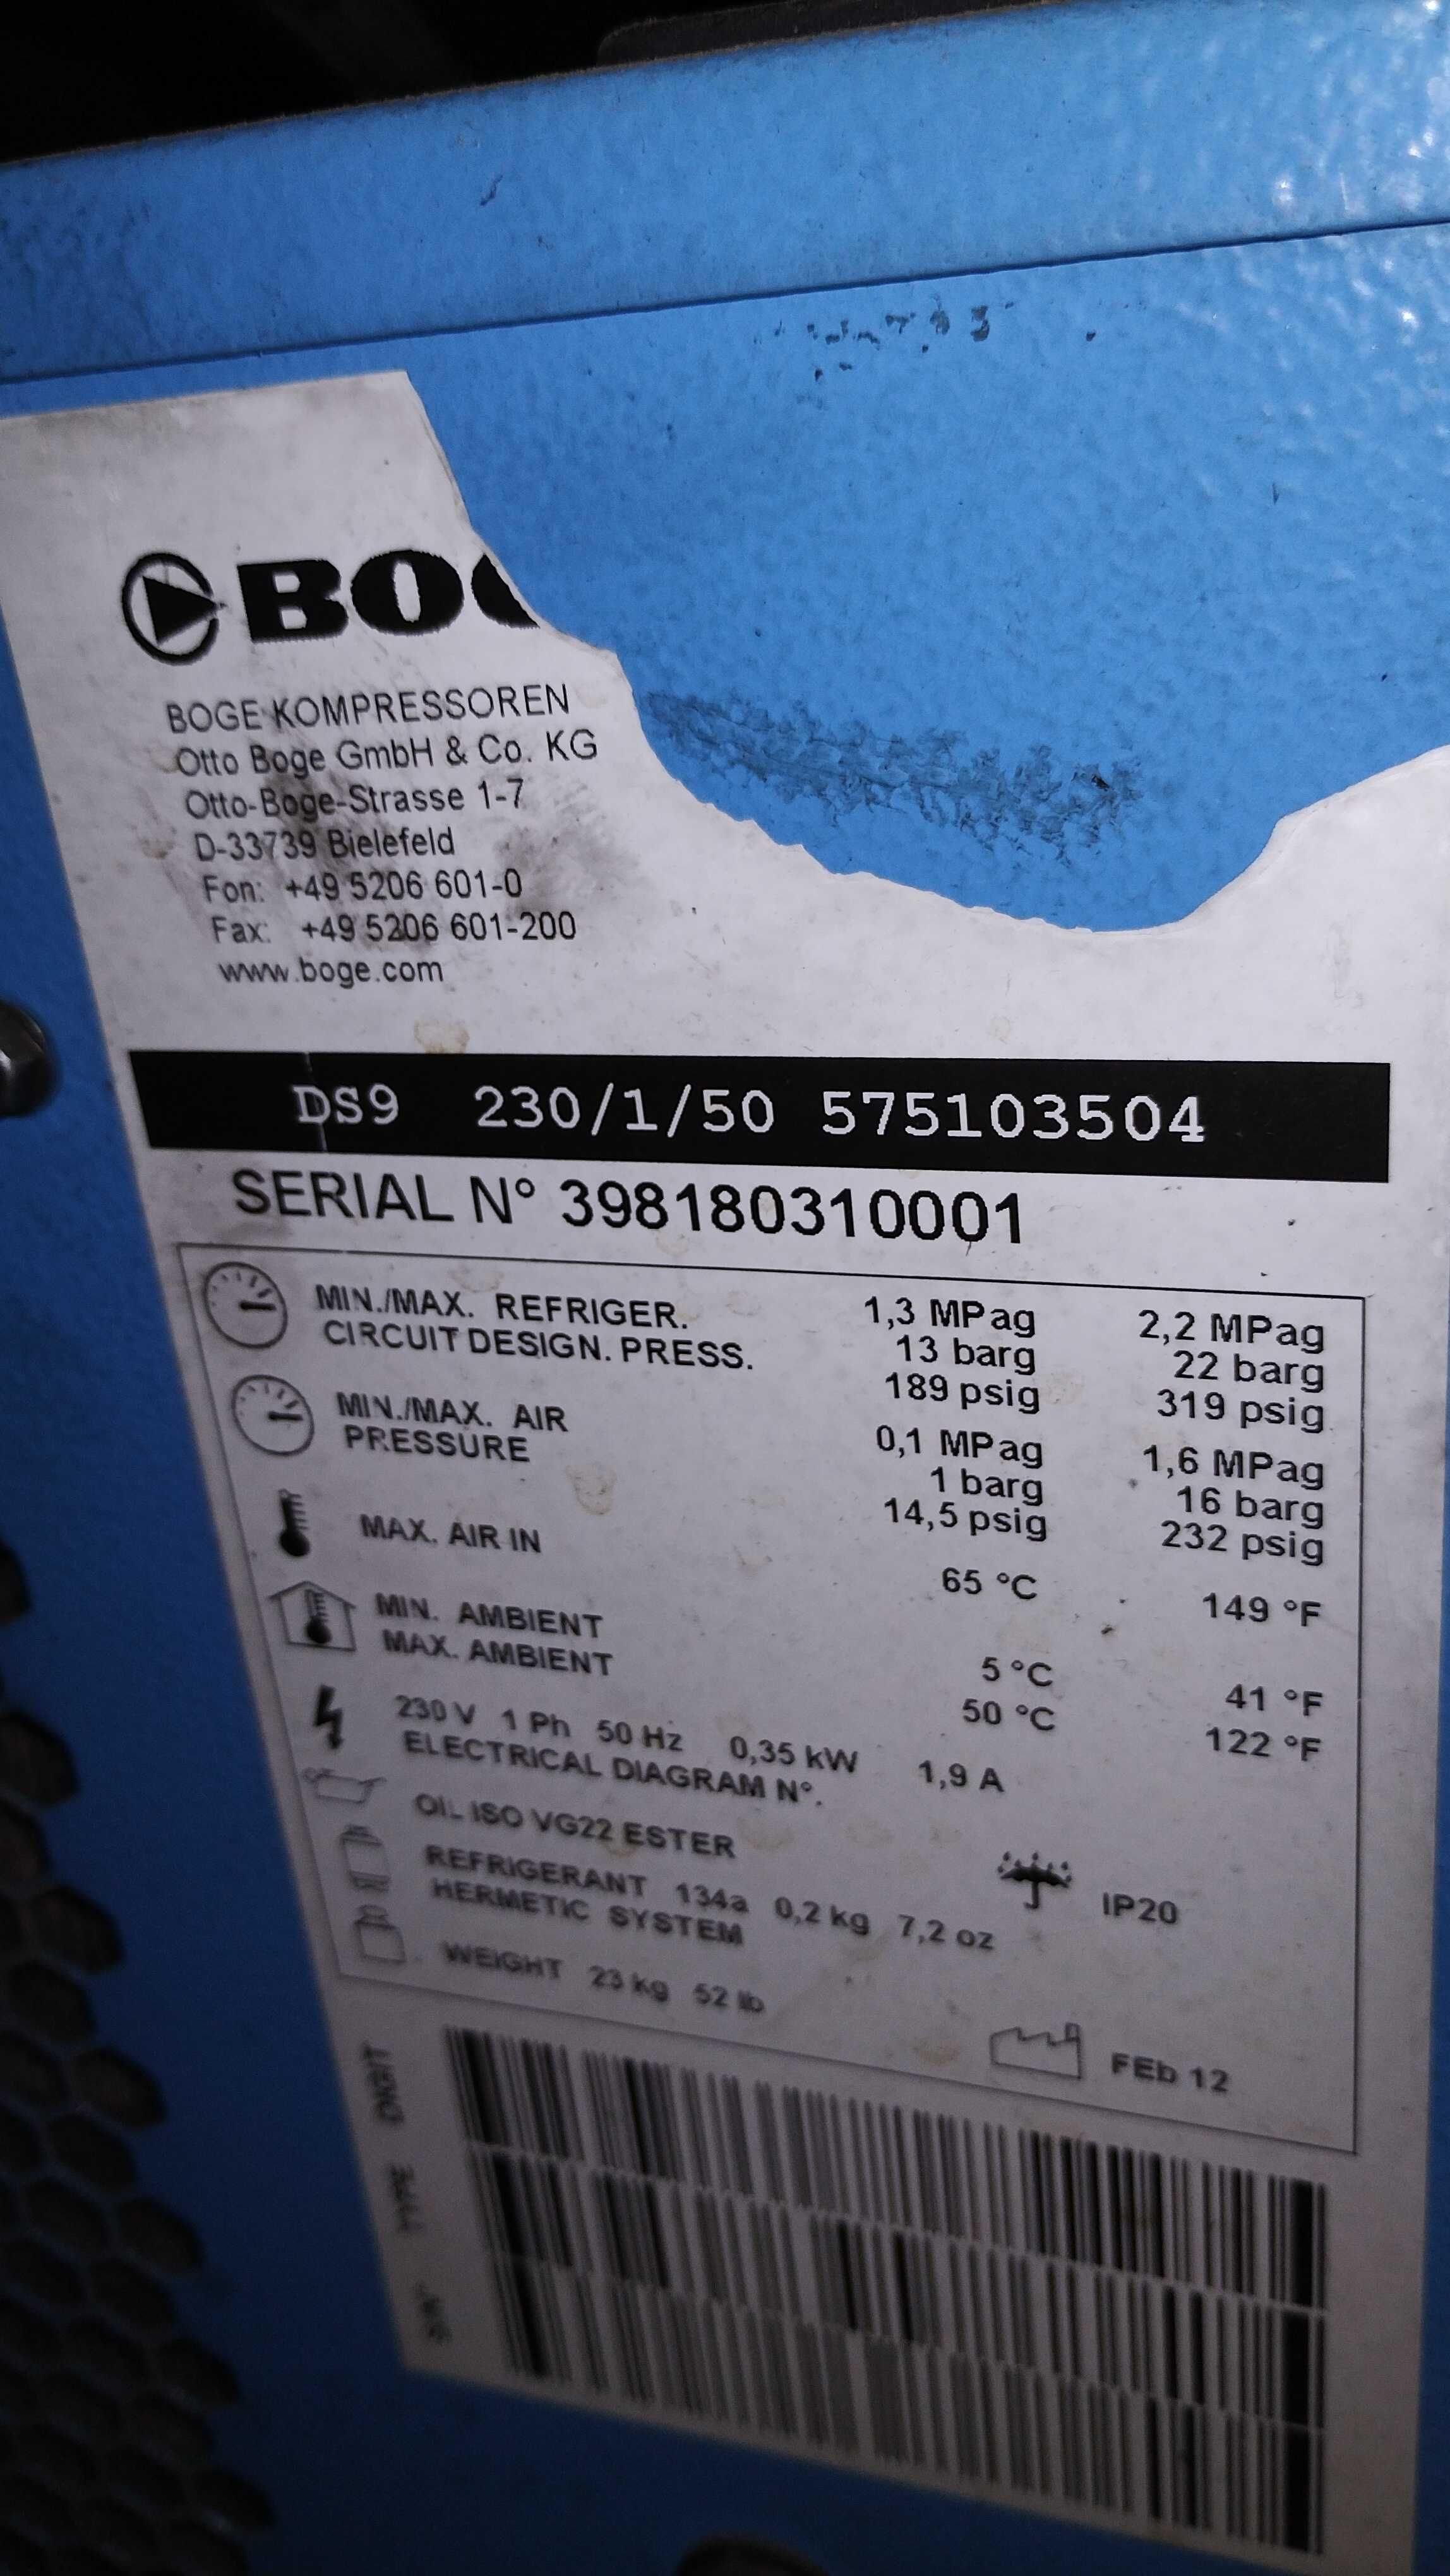 BOG
BOGE KOMPRESSOREN
Otto Boge GmbH & Co. KG
Otto-Boge-Strasse 1-7
D-33739 Bielefeld
Fon: +49 5206 601-0
Fax: +49 5206 601-200
www.boge.com
DS9 230/1/50 575103504
SERIAL N° 398180310001
MIN./MAX. REFRIGER. 1,3 MPag 2,2 MPag
CIRCUIT DESIGN. PRESS. 13 barg 22 barg
189 psig 319 psig
MIN./MAX. AIR 0,1 MPag 1,6 MPag
PRESSURE 1 barg 16 barg
14,5 psig 232 psig
MAX. AIR IN 65 °C 149 °F
MIN. AMBIENT 5 °C 41 °F
MAX. AMBIENT 50 °C 122 °F
230 V 1 Ph 50 Hz 0,35 kW 1,9 A
ELECTRICAL DIAGRAM N°.
OIL ISO VG22 ESTER
IP20
REFRIGERANT 134a 0,2 kg 7,2 oz
HERMETIC SYSTEM
WEIGHT 23 kg 52 lb
FEb 12
DIGIT
TYPE
S/N